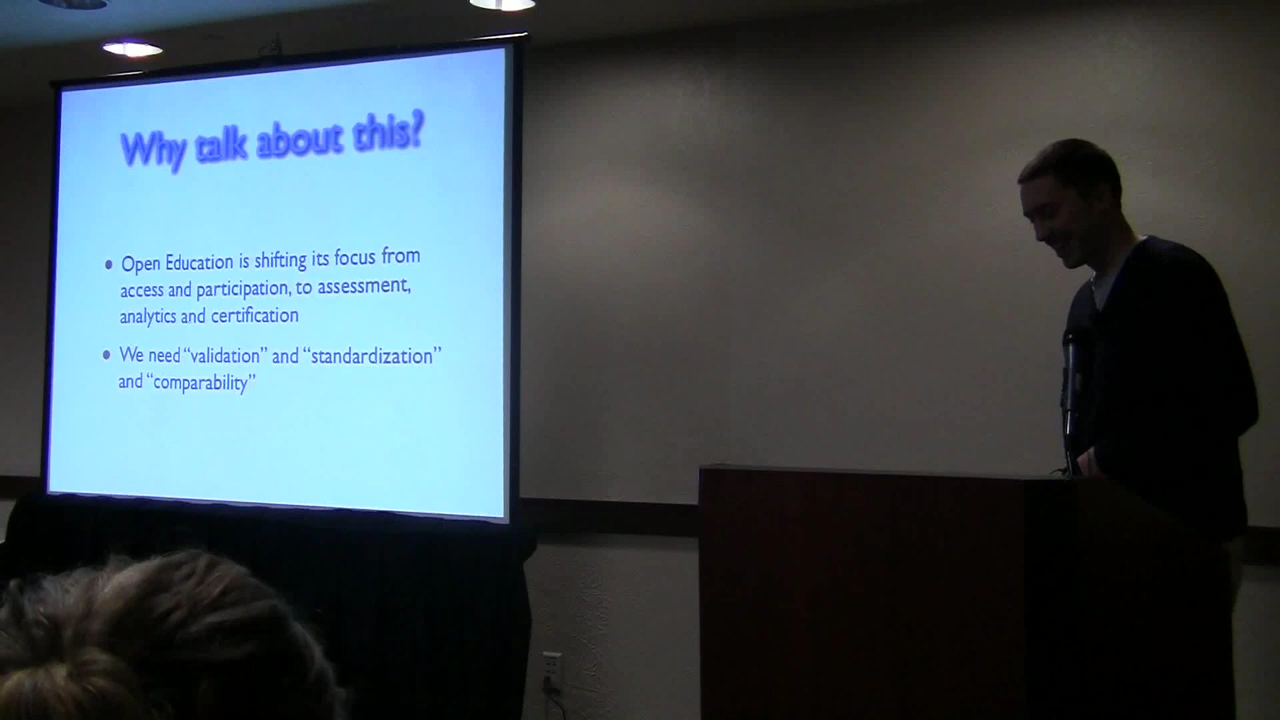 Why talk about this?
• Open Education is shifting its focus from
access and participation, to assessment,
analytics and certification
• We need “validation” and “standardization”
and “comparability”